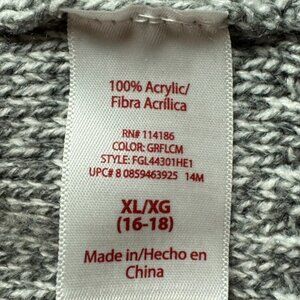 100% Acrylic/
Fibra Acrílica
RN# 114186
COLOR: GRFLCM
STYLE: FGL44301HE1
UPC# 8 0859463925 14M
XL/XG
(16-18)
Made in/Hecho en
China